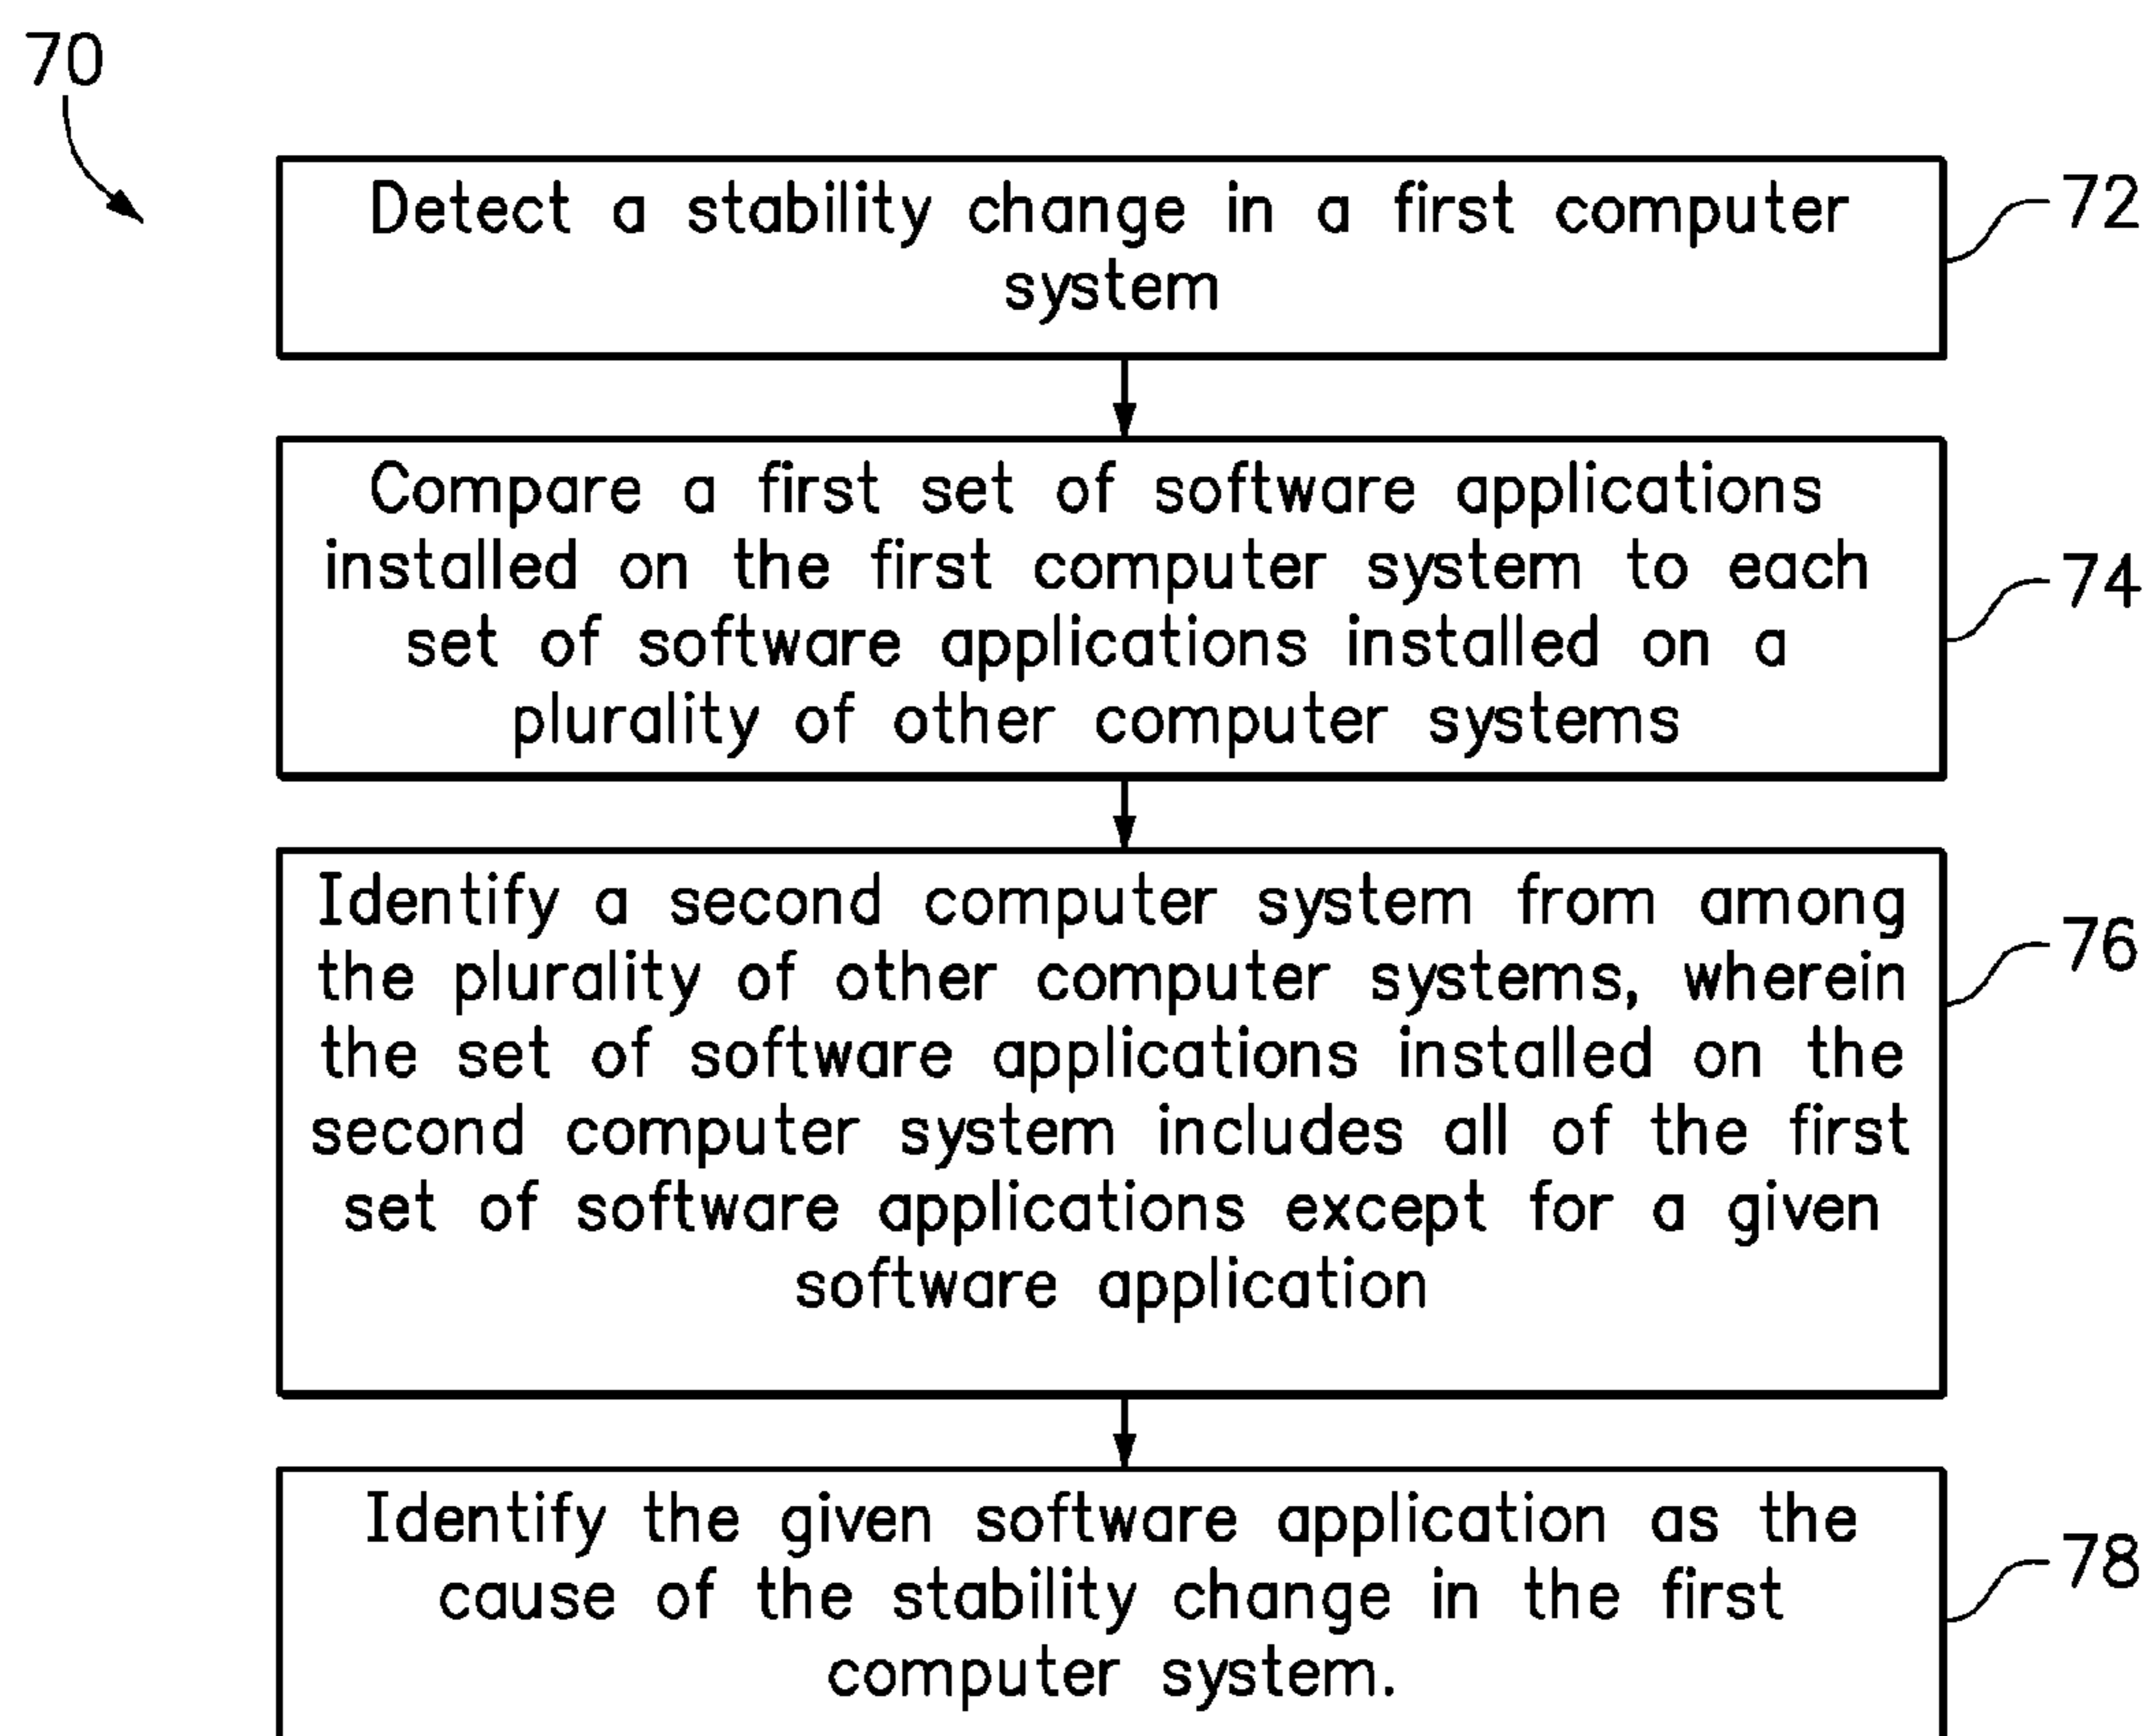 70
Detect a stability change in a first computer
system
72
Compare a first set of software applications
installed on the first computer system to each
set of software applications installed on a
plurality of other computer systems
74
Identify a second computer system from among
the plurality of other computer systems, wherein
the set of software applications installed on the
second computer system includes all of the first
set of software applications except for a given
software application
76
Identify the given software application as the
cause of the stability change in the first
computer system.
78